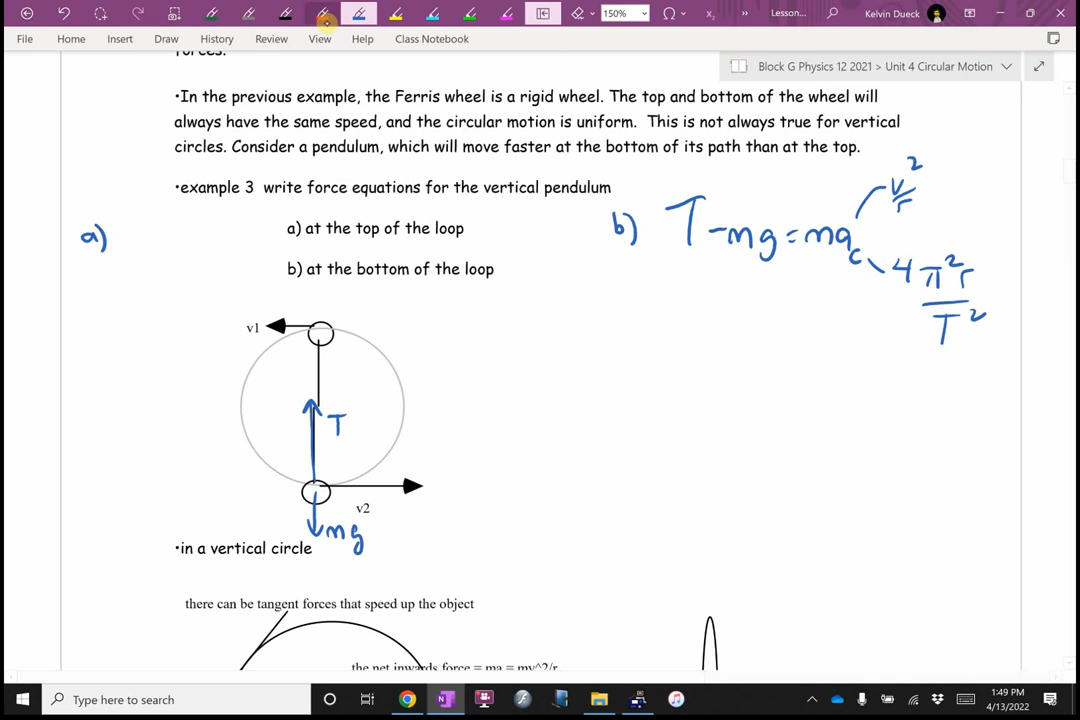 150%
Lesson...
Kelvin Dueck
File Home Insert Draw History Review View Help Class Notebook
Block G Physics 12 2021 > Unit 4 Circular Motion
forces.
•In the previous example, the Ferris wheel is a rigid wheel. The top and bottom of the wheel will
always have the same speed, and the circular motion is uniform. This is not always true for vertical
circles. Consider a pendulum, which will move faster at the bottom of its path than at the top.
•example 3 write force equations for the vertical pendulum
a) at the top of the loop
b) at the bottom of the loop
a)
b) T - mg = mac
v²/r
4π²r/T²
v1
T
v2
mg
•in a vertical circle
there can be tangent forces that speed up the object
the net inwards force = ma = mv^2/r
Type here to search
1:49 PM
4/13/2022